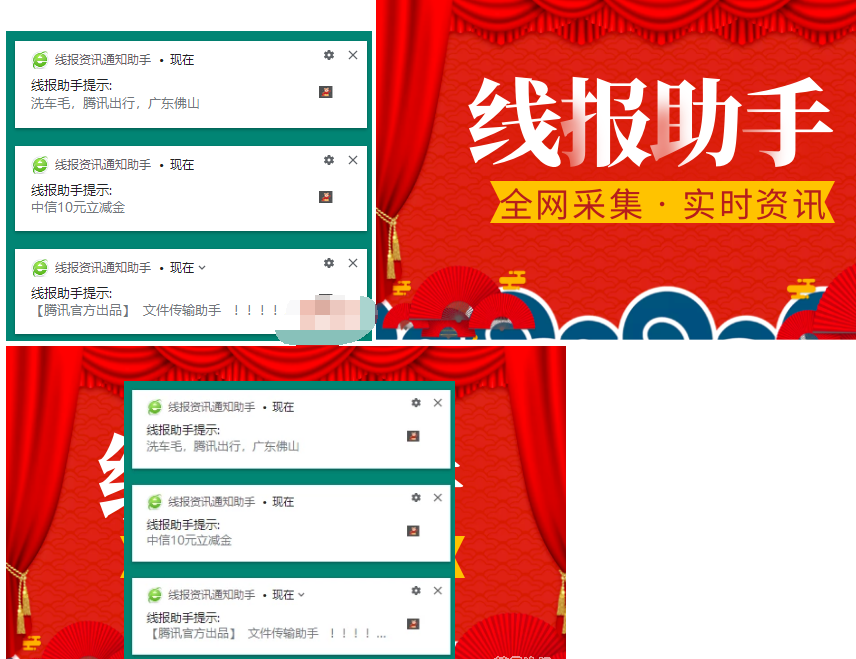 线报资讯通知助手 • 现在
线报助手提示:
洗车毛，腾讯出行，广东佛山
线报资讯通知助手 • 现在
线报助手提示:
中信10元立减金
线报资讯通知助手 • 现在
线报助手提示:
【腾讯官方出品】 文件传输助手 ！！！！
线报助手
全网采集 · 实时资讯
线报资讯通知助手 • 现在
线报助手提示:
洗车毛，腾讯出行，广东佛山
线报资讯通知助手 • 现在
线报助手提示:
中信10元立减金
线报资讯通知助手 • 现在
线报助手提示:
【腾讯官方出品】 文件传输助手 ！！！！...